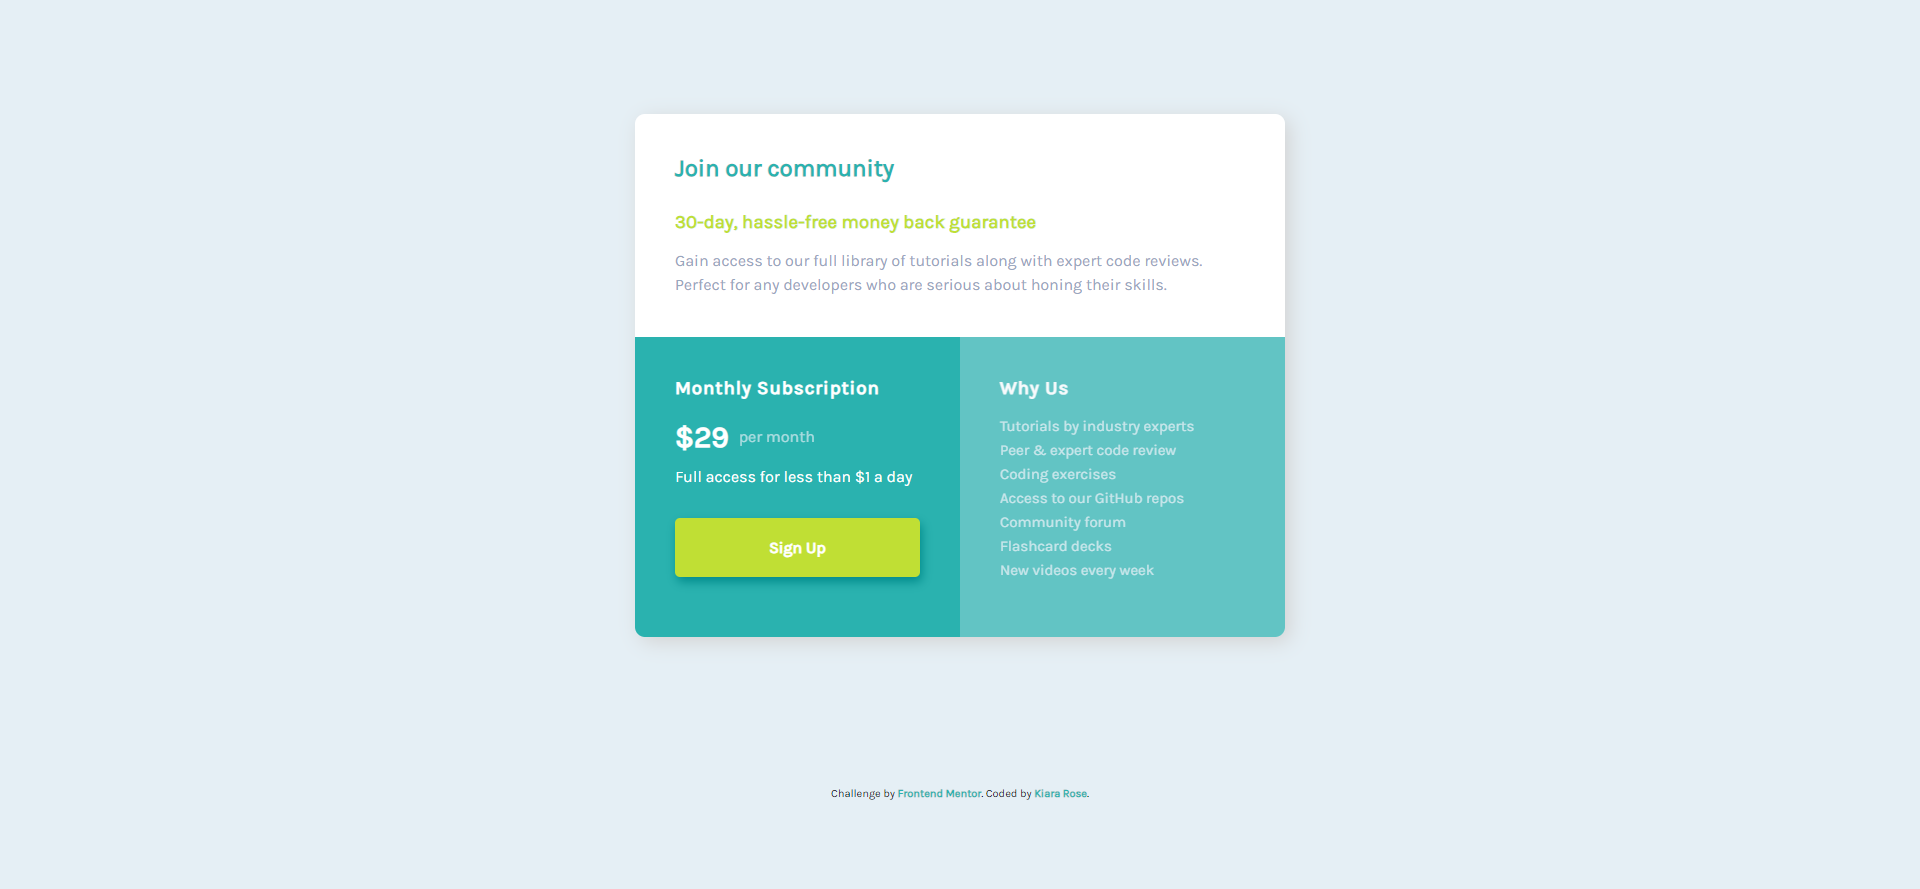 Join our community
30-day, hassle-free money back guarantee
Gain access to our full library of tutorials along with expert code reviews.
Perfect for any developers who are serious about honing their skills.
Monthly Subscription
$29 per month
Full access for less than $1 a day
Sign Up
Why Us
Tutorials by industry experts
Peer & expert code review
Coding exercises
Access to our GitHub repos
Community forum
Flashcard decks
New videos every week
Challenge by Frontend Mentor. Coded by Kiara Rose.